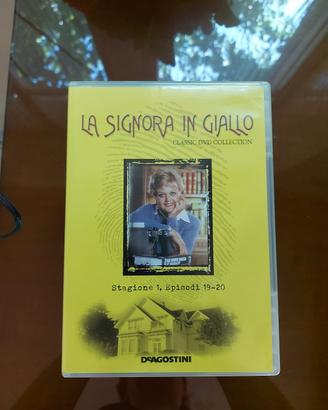 LA SIGNORA IN GIALLO
CLASSIC DVD COLLECTION
Stagione 1, Episodi 19-20
DeAGOSTINI